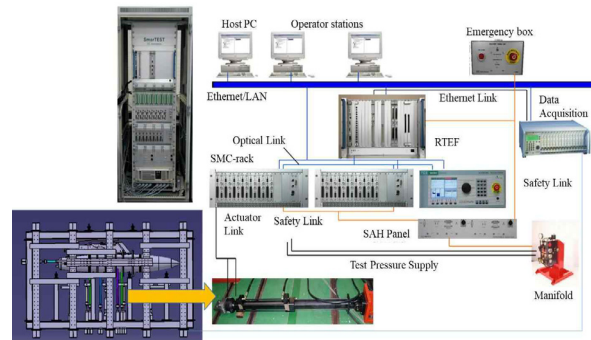 Host PC
Operator stations
Emergency box
SmarTEST
Ethernet/LAN
Ethernet Link
Data
Acquisition
Optical Link
RTEF
SMC-rack
Safety Link
Actuator
Link
Safety Link
SAH Panel
Test Pressure Supply
Manifold